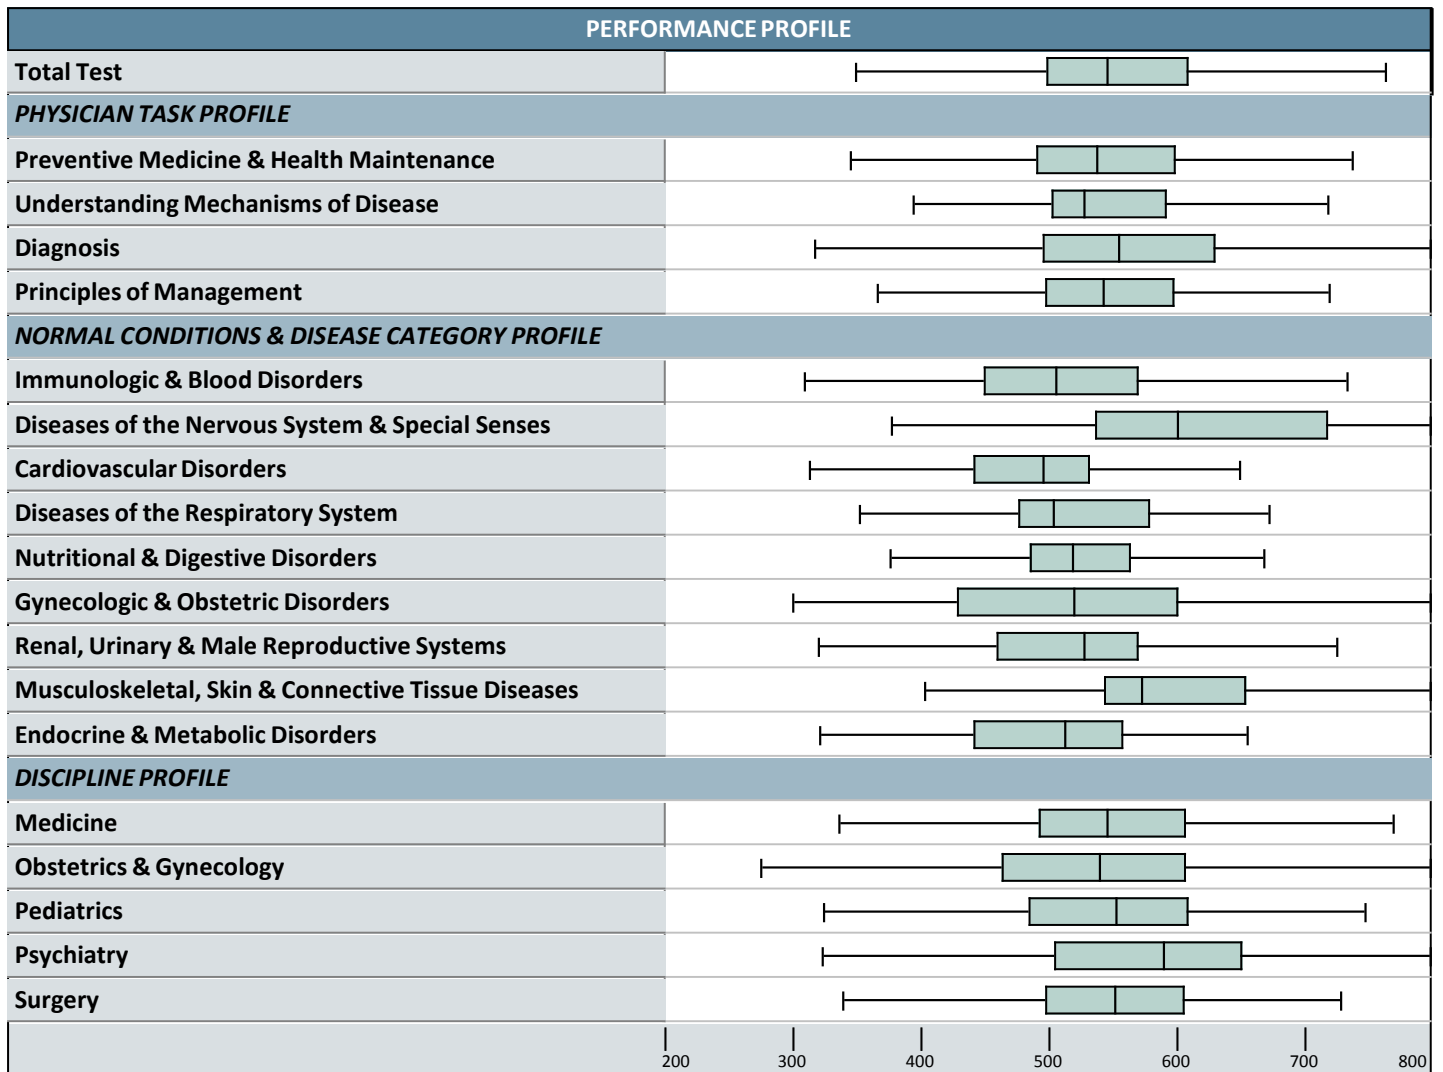 PERFORMANCE PROFILE
Total Test
PHYSICIAN TASK PROFILE
Preventive Medicine & Health Maintenance
Understanding Mechanisms of Disease
Diagnosis
Principles of Management
NORMAL CONDITIONS & DISEASE CATEGORY PROFILE
Immunologic & Blood Disorders
Diseases of the Nervous System & Special Senses
Cardiovascular Disorders
Diseases of the Respiratory System
Nutritional & Digestive Disorders
Gynecologic & Obstetric Disorders
Renal, Urinary & Male Reproductive Systems
Musculoskeletal, Skin & Connective Tissue Diseases
Endocrine & Metabolic Disorders
DISCIPLINE PROFILE
Medicine
Obstetrics & Gynecology
Pediatrics
Psychiatry
Surgery
200 300 400 500 600 700 800